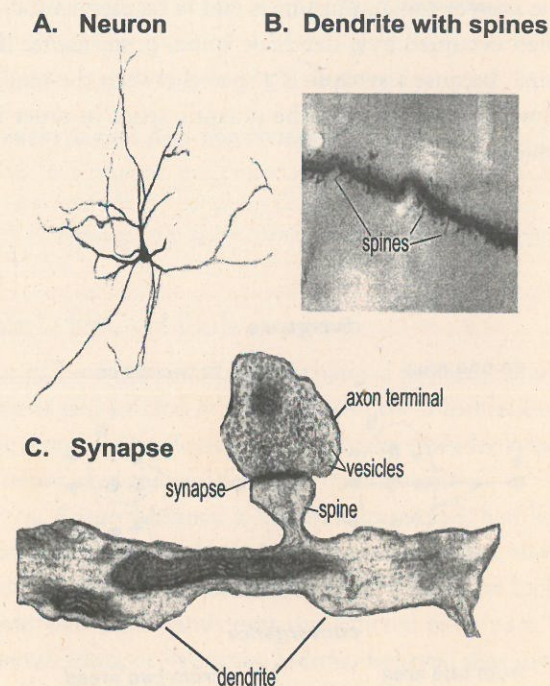 A. Neuron
B. Dendrite with spines
spines
axon terminal
C. Synapse
vesicles
synapse
spine
dendrite